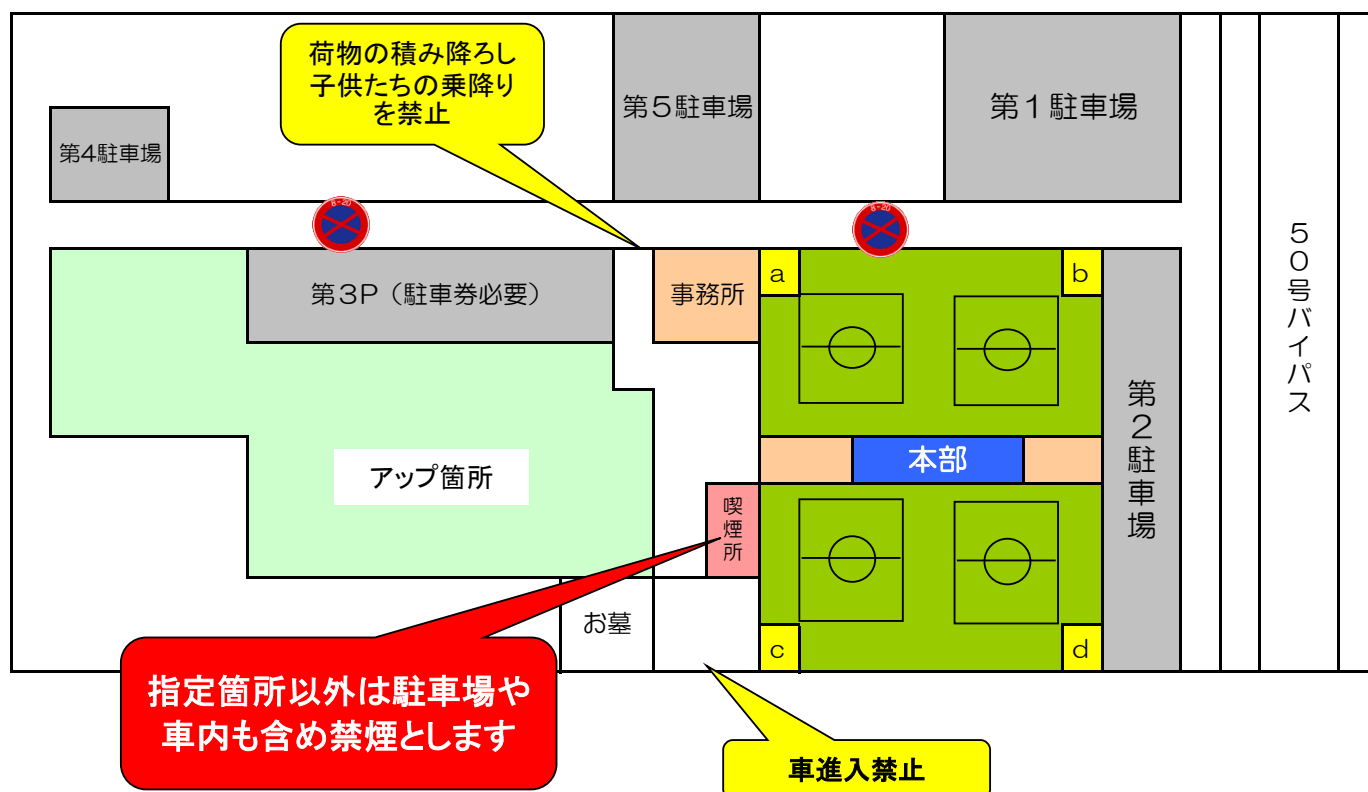 荷物の積み降ろし
子供たちの乗降り
を禁止
第5駐車場
第1駐車場
第4駐車場
8-20
8-20
第3P(駐車券必要)
事務所
a
b
50号バイパス
第2駐車場
本部
アップ箇所
喫煙所
お墓
c
d
指定箇所以外は駐車場や
車内も含め禁煙とします
車進入禁止